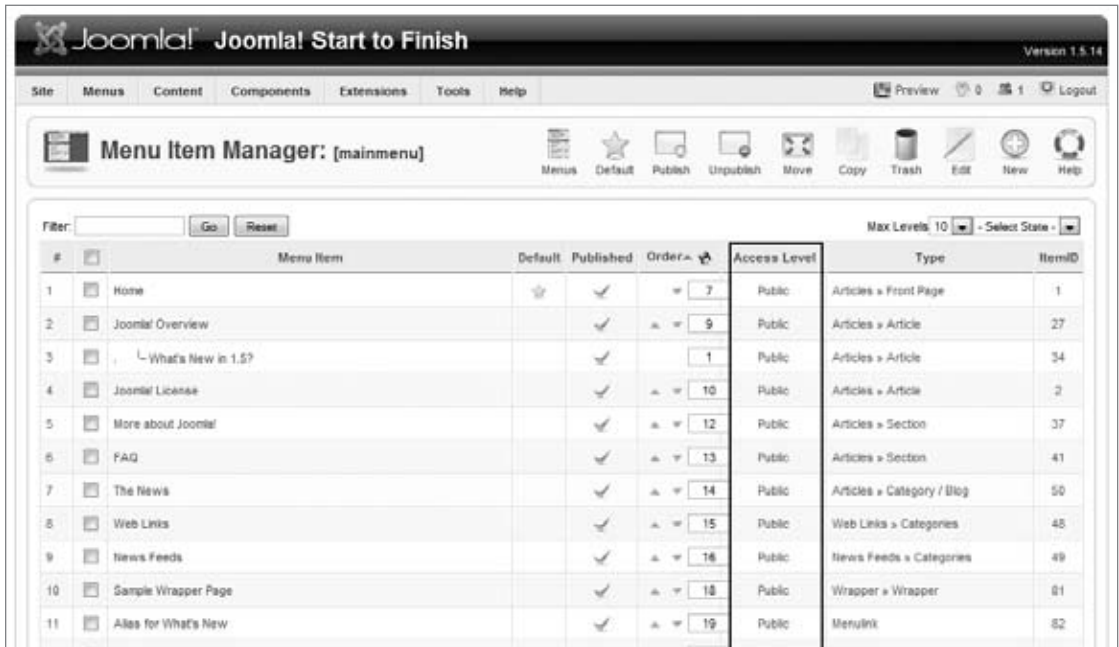 Joomla! Joomla! Start to Finish
Version 1.5.14
Site Menus Content Components Extensions Tools Help Preview 0 1 Logout
Menu Item Manager: [mainmenu]
Menus Default Publish Unpublish Move Copy Trash Edit New Help
Filter: Go Reset Max Levels 10 - Select State -
# Menu Item Default Published Order Access Level Type ItemID
1 Home 7 Public Articles » Front Page 1
2 Joomla! Overview 9 Public Articles » Article 27
3 . What's New in 1.5? 1 Public Articles » Article 34
4 Joomla! License 10 Public Articles » Article 2
5 More about Joomla! 12 Public Articles » Section 37
6 FAQ 13 Public Articles » Section 41
7 The News 14 Public Articles » Category / Blog 50
8 Web Links 15 Public Web Links » Categories 48
9 News Feeds 16 Public News Feeds » Categories 49
10 Sample Wrapper Page 18 Public Wrapper » Wrapper 81
11 Alias for What's New 19 Public Menulink 82